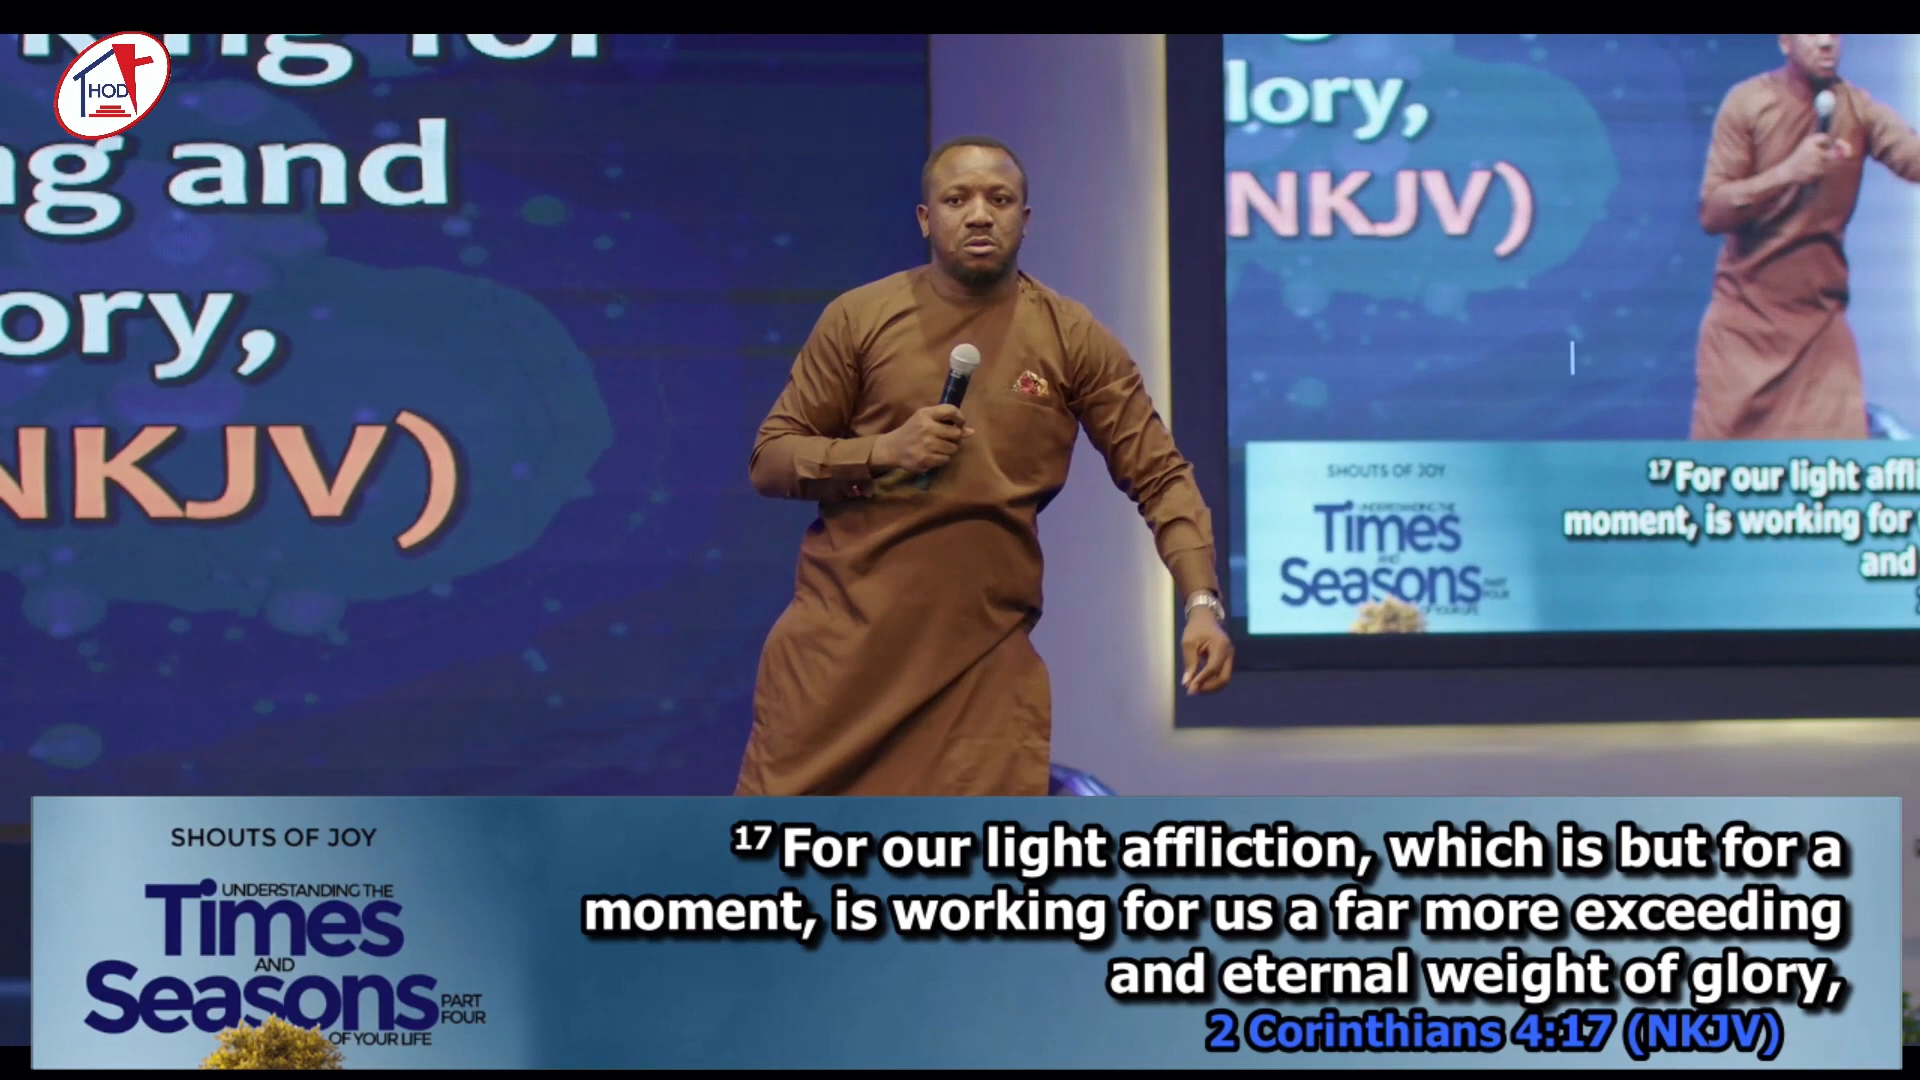 king for
HOD
ng and
ory,
NKJV)
lory,
NKJV)
SHOUTS OF JOY
Times
Seasons
17 For our light affli
moment, is working for
and
SHOUTS OF JOY
UNDERSTANDING THE
Times
AND
Seasons
PART
FOUR
OF YOUR LIFE
17 For our light affliction, which is but for a
moment, is working for us a far more exceeding
and eternal weight of glory,
2 Corinthians 4:17 (NKJV)